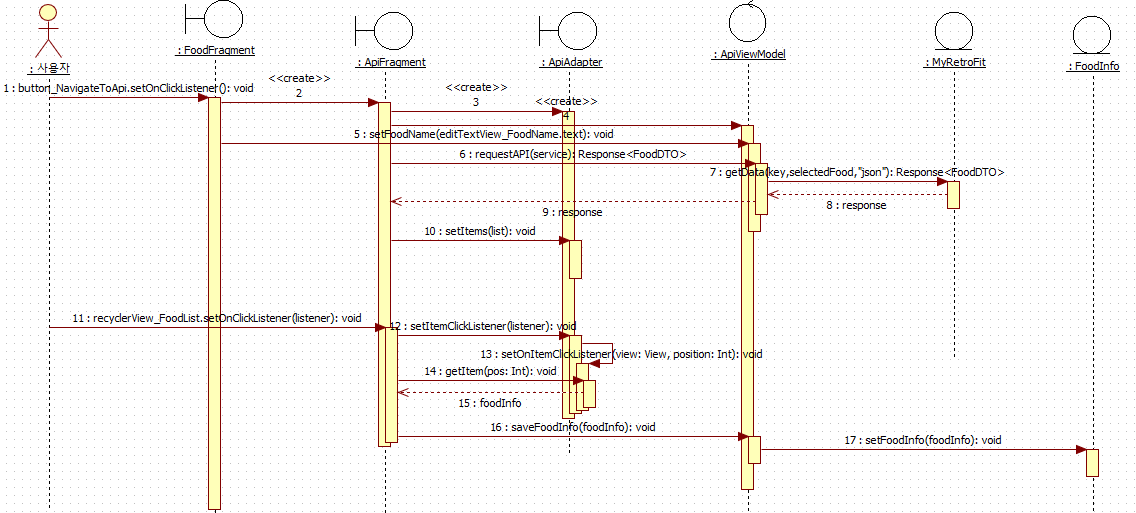 : 사용자
: FoodFragment
: ApiFragment
: ApiAdapter
: ApiViewModel
: MyRetroFit
: FoodInfo
1 : button_NavigateToApi.setOnClickListener(): void
<<create>>
2
<<create>>
3
<<create>>
4
5 : setFoodName(editTextView_FoodName.text): void
6 : requestAPI(service): Response<FoodDTO>
7 : getData(key,selectedFood,"json"): Response<FoodDTO>
8 : response
9 : response
10 : setItems(list): void
11 : recyclerView_FoodList.setOnClickListener(listener): void
12 : setItemClickListener(listener): void
13 : setOnItemClickListener(view: View, position: Int): void
14 : getItem(pos: Int): void
15 : foodInfo
16 : saveFoodInfo(foodInfo): void
17 : setFoodInfo(foodInfo): void